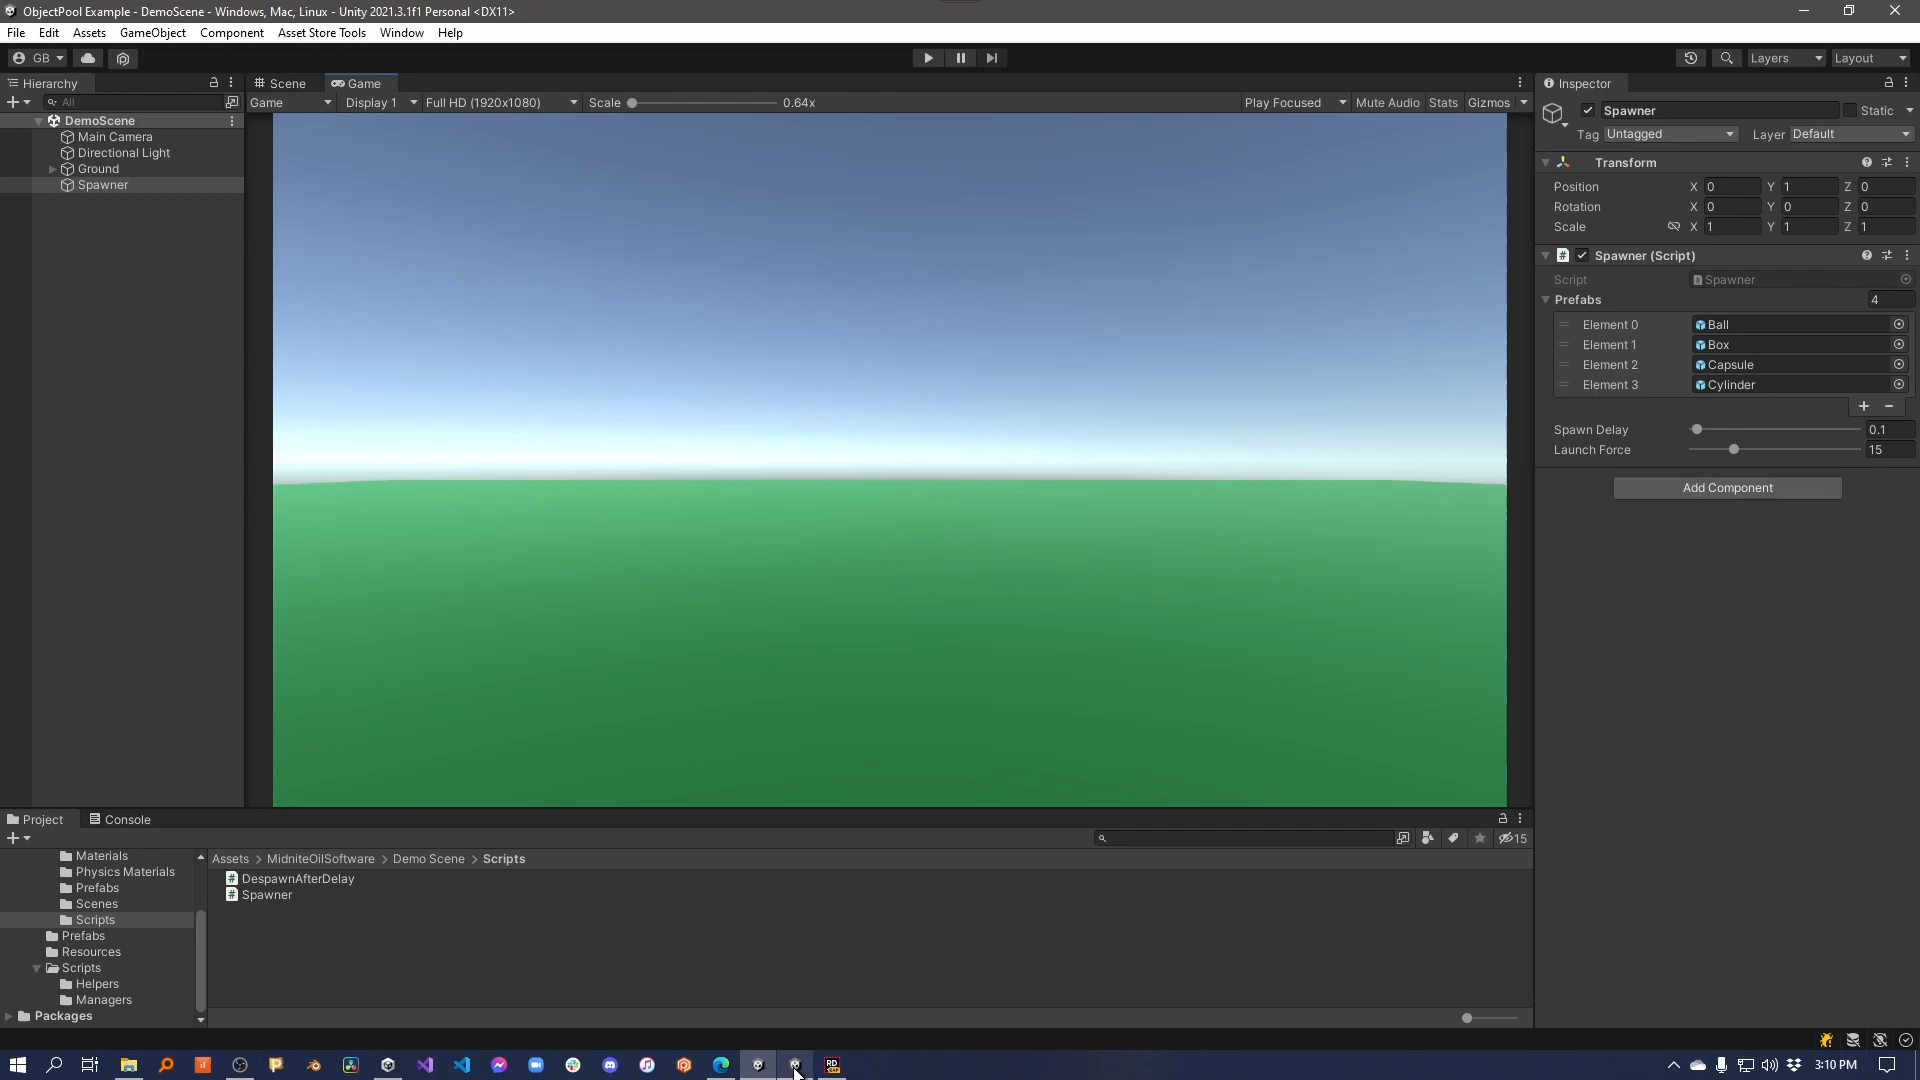 ObjectPool Example - DemoScene - Windows, Mac, Linux - Unity 2021.3.1f1 Personal <DX11>
File Edit Assets GameObject Component Asset Store Tools Window Help
GB Layers Layout
Hierarchy
All
DemoScene
Main Camera
Directional Light
Ground
Spawner
Scene Game
Game Display 1 Full HD (1920x1080) Scale 0.64x Play Focused Mute Audio Stats Gizmos
Inspector
Spawner Static
Tag Untagged Layer Default
Transform
Position X 0 Y 1 Z 0
Rotation X 0 Y 0 Z 0
Scale X 1 Y 1 Z 1
Spawner (Script)
Script Spawner
Prefabs 4
Element 0 Ball
Element 1 Box
Element 2 Capsule
Element 3 Cylinder
Spawn Delay 0.1
Launch Force 15
Add Component
Project Console
15
Materials
Physics Materials
Prefabs
Scenes
Scripts
Prefabs
Resources
Scripts
Helpers
Managers
Packages
Assets > MidniteOilSoftware > Demo Scene > Scripts
DespawnAfterDelay
Spawner
RD
3:10 PM